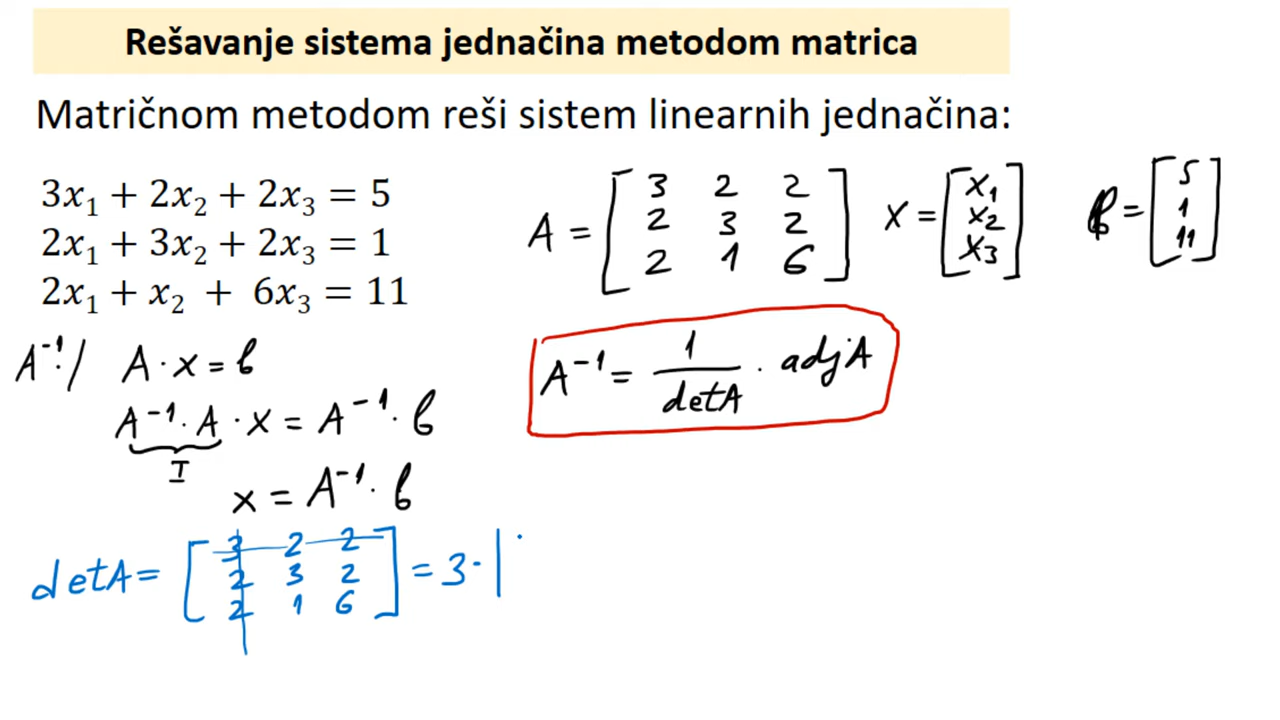 Rešavanje sistema jednačina metodom matrica
Matričnom metodom reši sistem linearnih jednačina:
3x₁ + 2x₂ + 2x₃ = 5
2x₁ + 3x₂ + 2x₃ = 1
2x₁ + x₂ + 6x₃ = 11
A = [ 3 2 2
2 3 2
2 1 6 ]
X = [ x₁
x₂
x₃ ]
b = [ 5
1
11 ]
A⁻¹· / A · x = b
A⁻¹ · A · x = A⁻¹ · b
I
x = A⁻¹ · b
A⁻¹ = 1/detA · adjA
detA = [ 3 2 2
2 3 2
2 1 6 ] = 3 · |